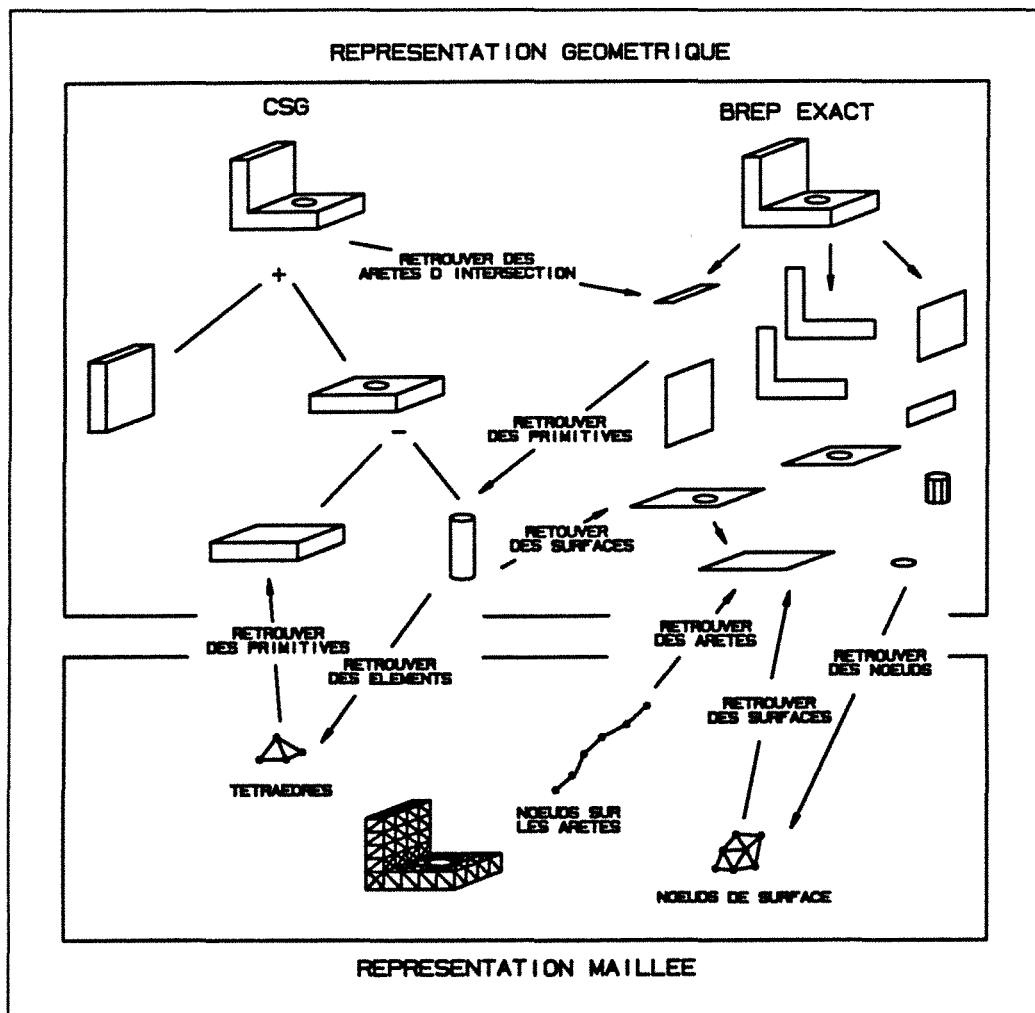 REPRESENTATION GEOMETRIQUE
CSG
BREP EXACT
RETROUVER DES
ARETES D INTERSECTION
+
RETROUVER
DES PRIMITIVES
−
RETOUVER
DES SURFACES
RETROUVER
DES PRIMITIVES
RETROUVER
DES ELEMENTS
RETROUVER
DES ARETES
RETROUVER
DES NOEUDS
RETROUVER
DES SURFACES
TETRAEDRES
NOEUDS SUR
LES ARETES
NOEUDS DE SURFACE
REPRESENTATION MAILLEE